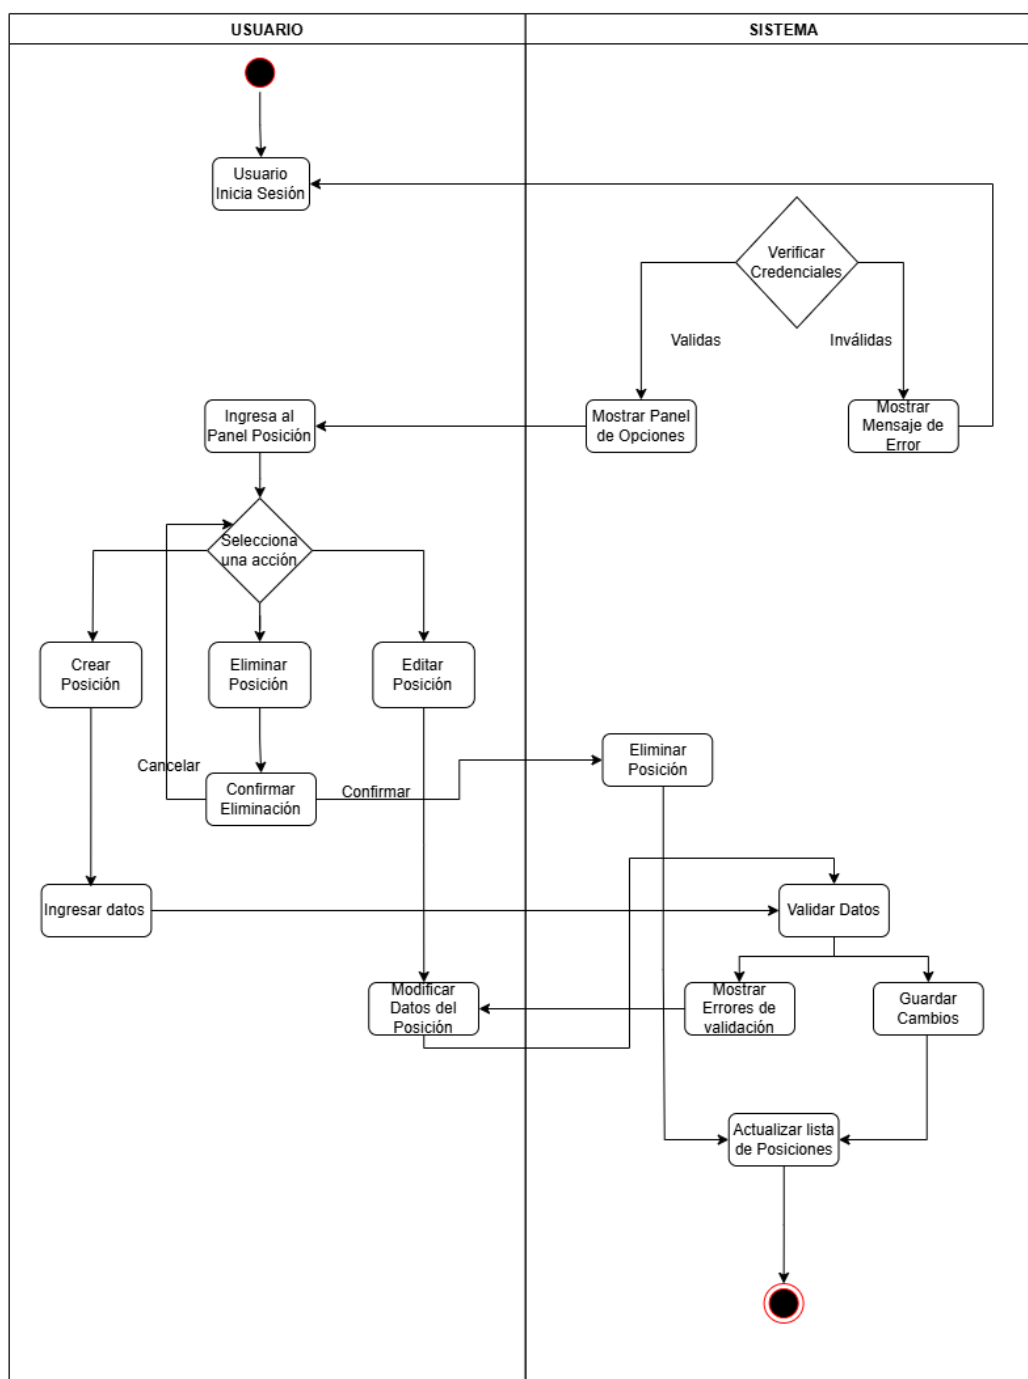 USUARIO
SISTEMA
Usuario
Inicia Sesión
Verificar
Credenciales
Validas
Inválidas
Ingresa al
Panel Posición
Mostrar Panel
de Opciones
Mostrar
Mensaje de
Error
Selecciona
una acción
Crear
Posición
Eliminar
Posición
Editar
Posición
Eliminar
Posición
Cancelar
Confirmar
Eliminación
Confirmar
Ingresar datos
Validar Datos
Modificar
Datos del
Posición
Mostrar
Errores de
validación
Guardar
Cambios
Actualizar lista
de Posiciones